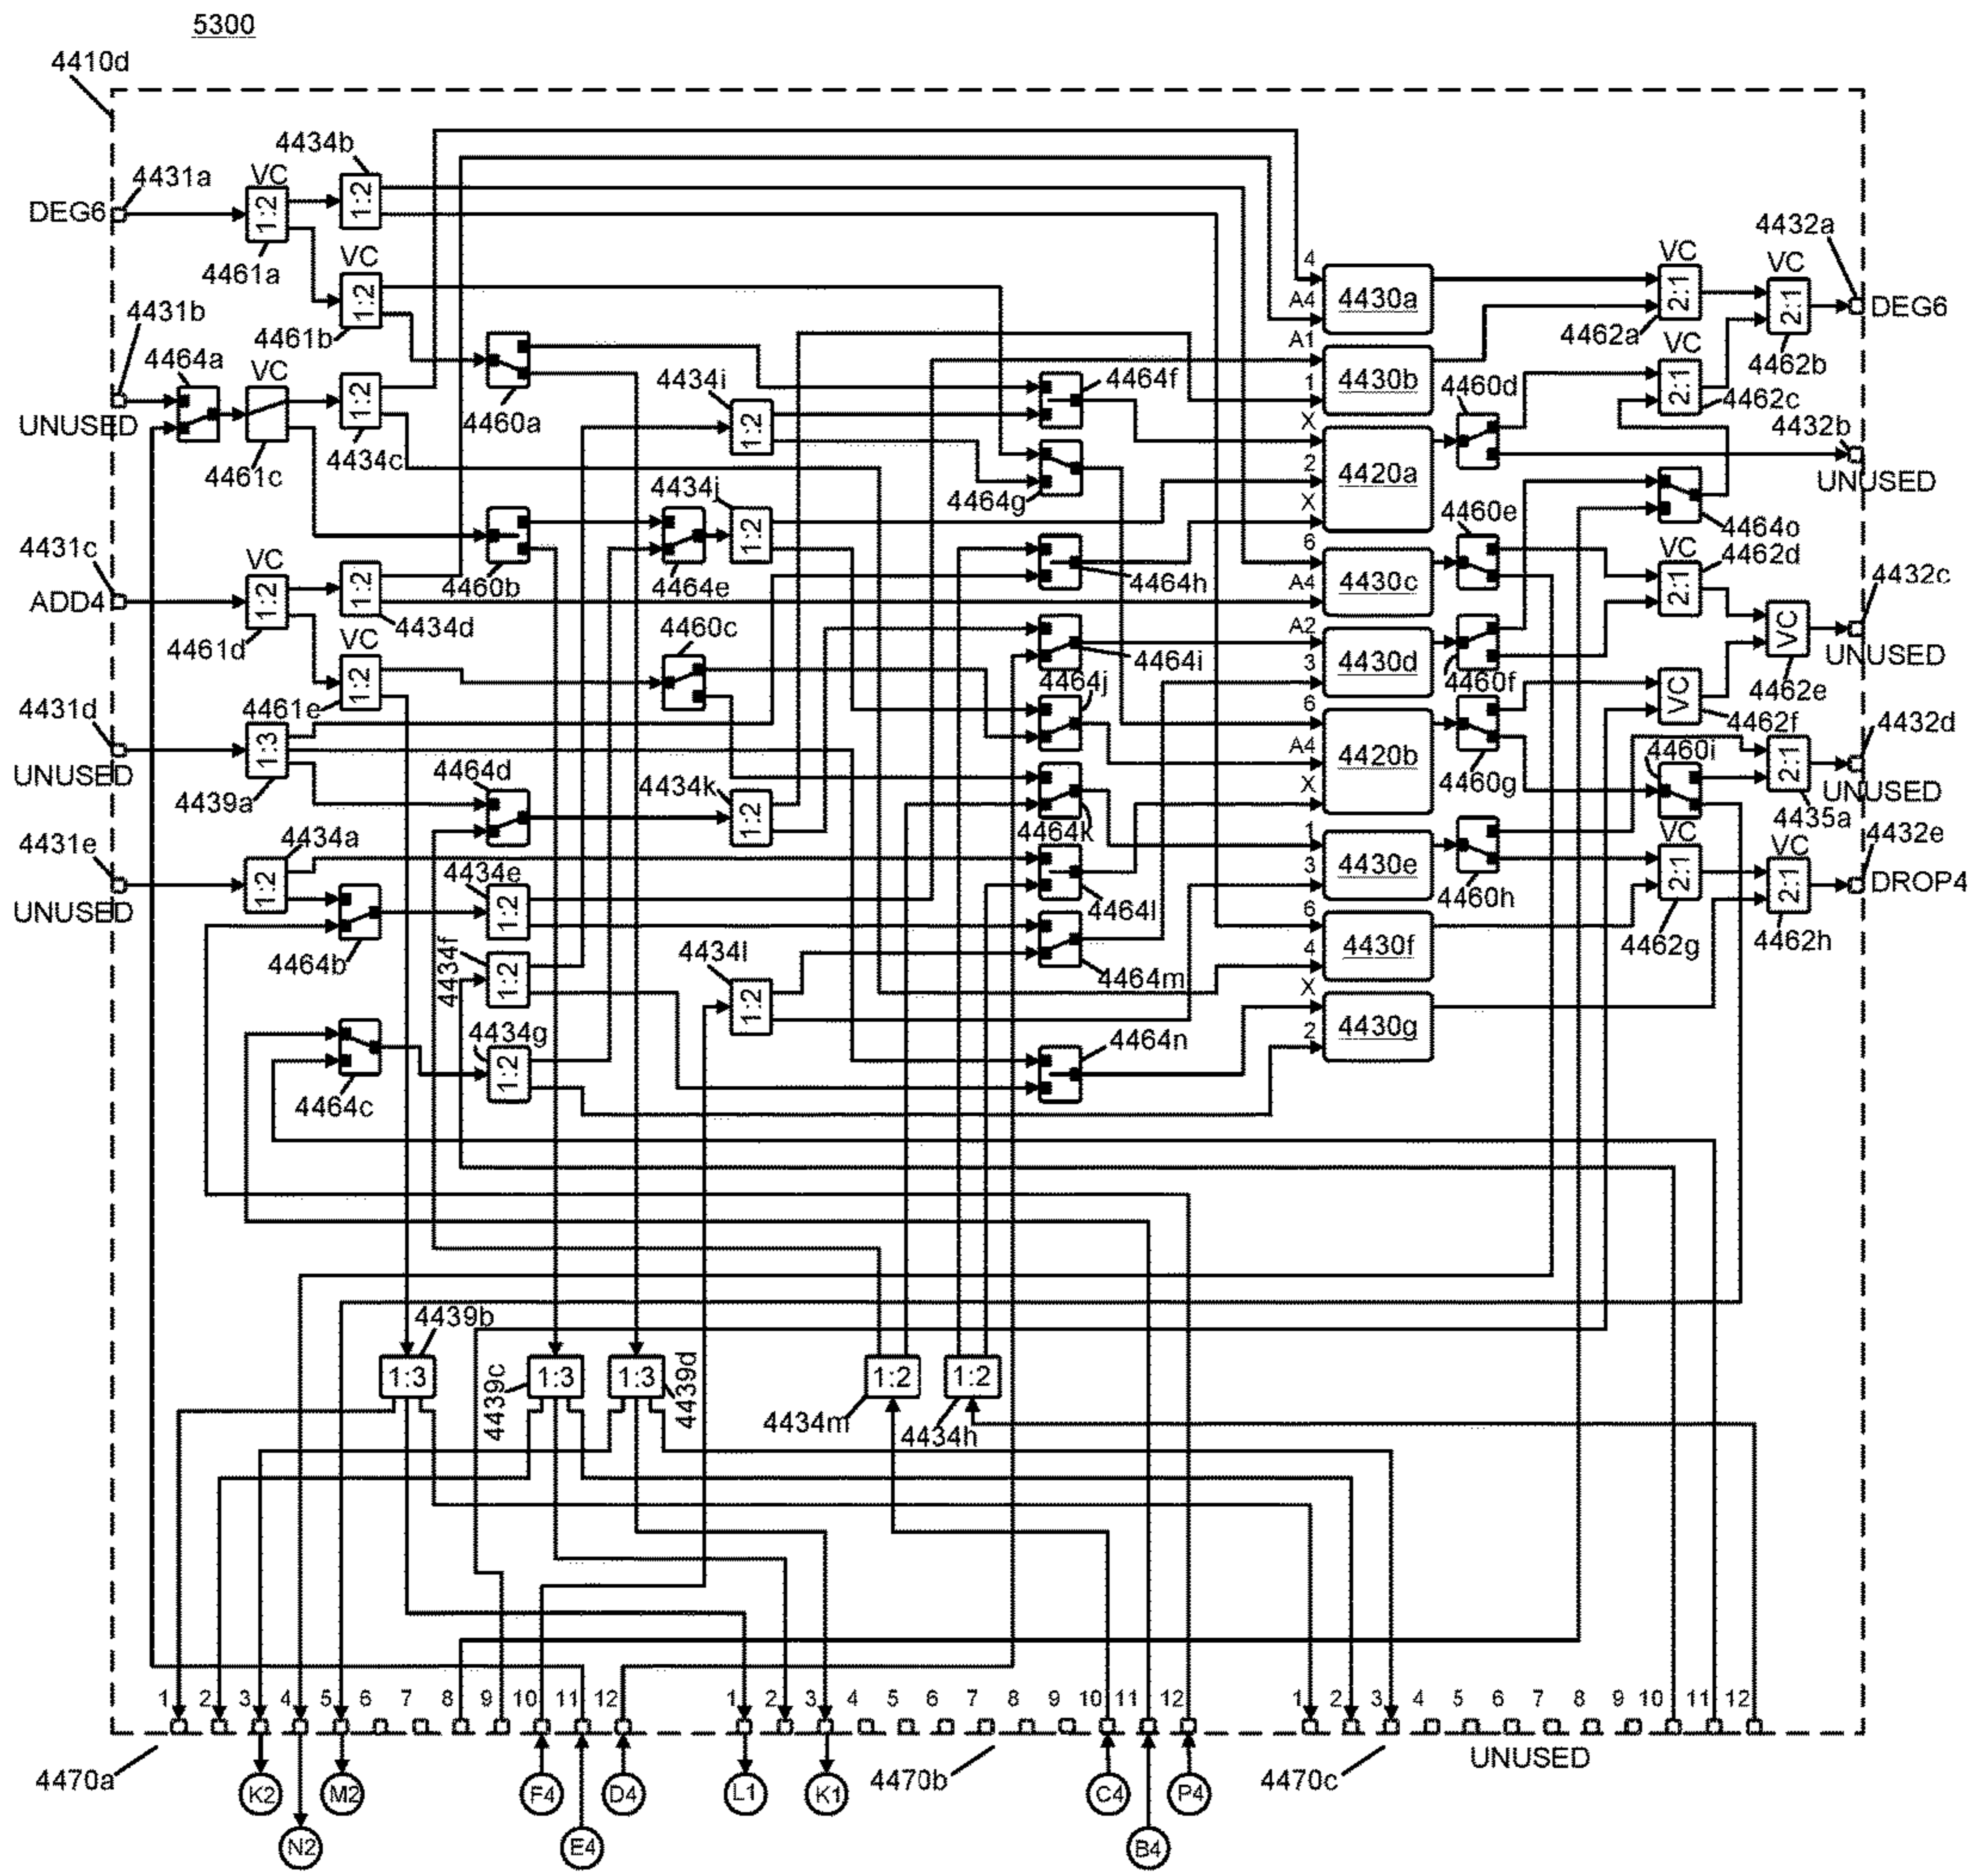 5300
4410d
4434b
4431a
VC
1:2
1:2
DEG6
4461a
VC
1:2
4461b
4432a
VC
VC
4
4430a
2:1
2:1
DEG6
A4
4462a
4462b
4431b
4464a
VC
1:2
UNUSED
4461c
4434c
4460a
4434i
1:2
4464f
A1
4430b
1
4460d
VC
2:1
4462c
4432b
UNUSED
X
4420a
2
X
4464g
4434j
1:2
4460b
4464e
4464h
4460e
4464o
4431c
ADD4
VC
1:2
1:2
4461d
4434d
6
4430c
A4
VC
2:1
4462d
4432c
VC
UNUSED
4462e
4460c
VC
1:2
4461e
4464i
A2
4430d
3
4460f
VC
4462f
4431d
UNUSED
1:3
4439a
4464j
6
4420b
A4
X
4460g
4460i
2:1
4435a
4432d
UNUSED
4464d
4434k
1:2
4464k
4431e
UNUSED
4434a
1:2
4434e
1:2
4464b
4464l
1
4430e
3
4460h
VC
2:1
4462g
VC
2:1
4462h
4432e
DROP4
4434f
1:2
4434l
1:2
4464m
6
4430f
4
4464c
4434g
1:2
4464n
X
4430g
2
4439b
1:3
4439c
1:3
4439d
1:3
1:2
4434m
1:2
4434h
1 2 3 4 5 6 7 8 9 10 11 12
1 2 3 4 5 6 7 8 9 10 11 12
1 2 3 4 5 6 7 8 9 10 11 12
4470a
4470b
4470c
UNUSED
K2
M2
F4
D4
L1
K1
C4
P4
N2
E4
B4